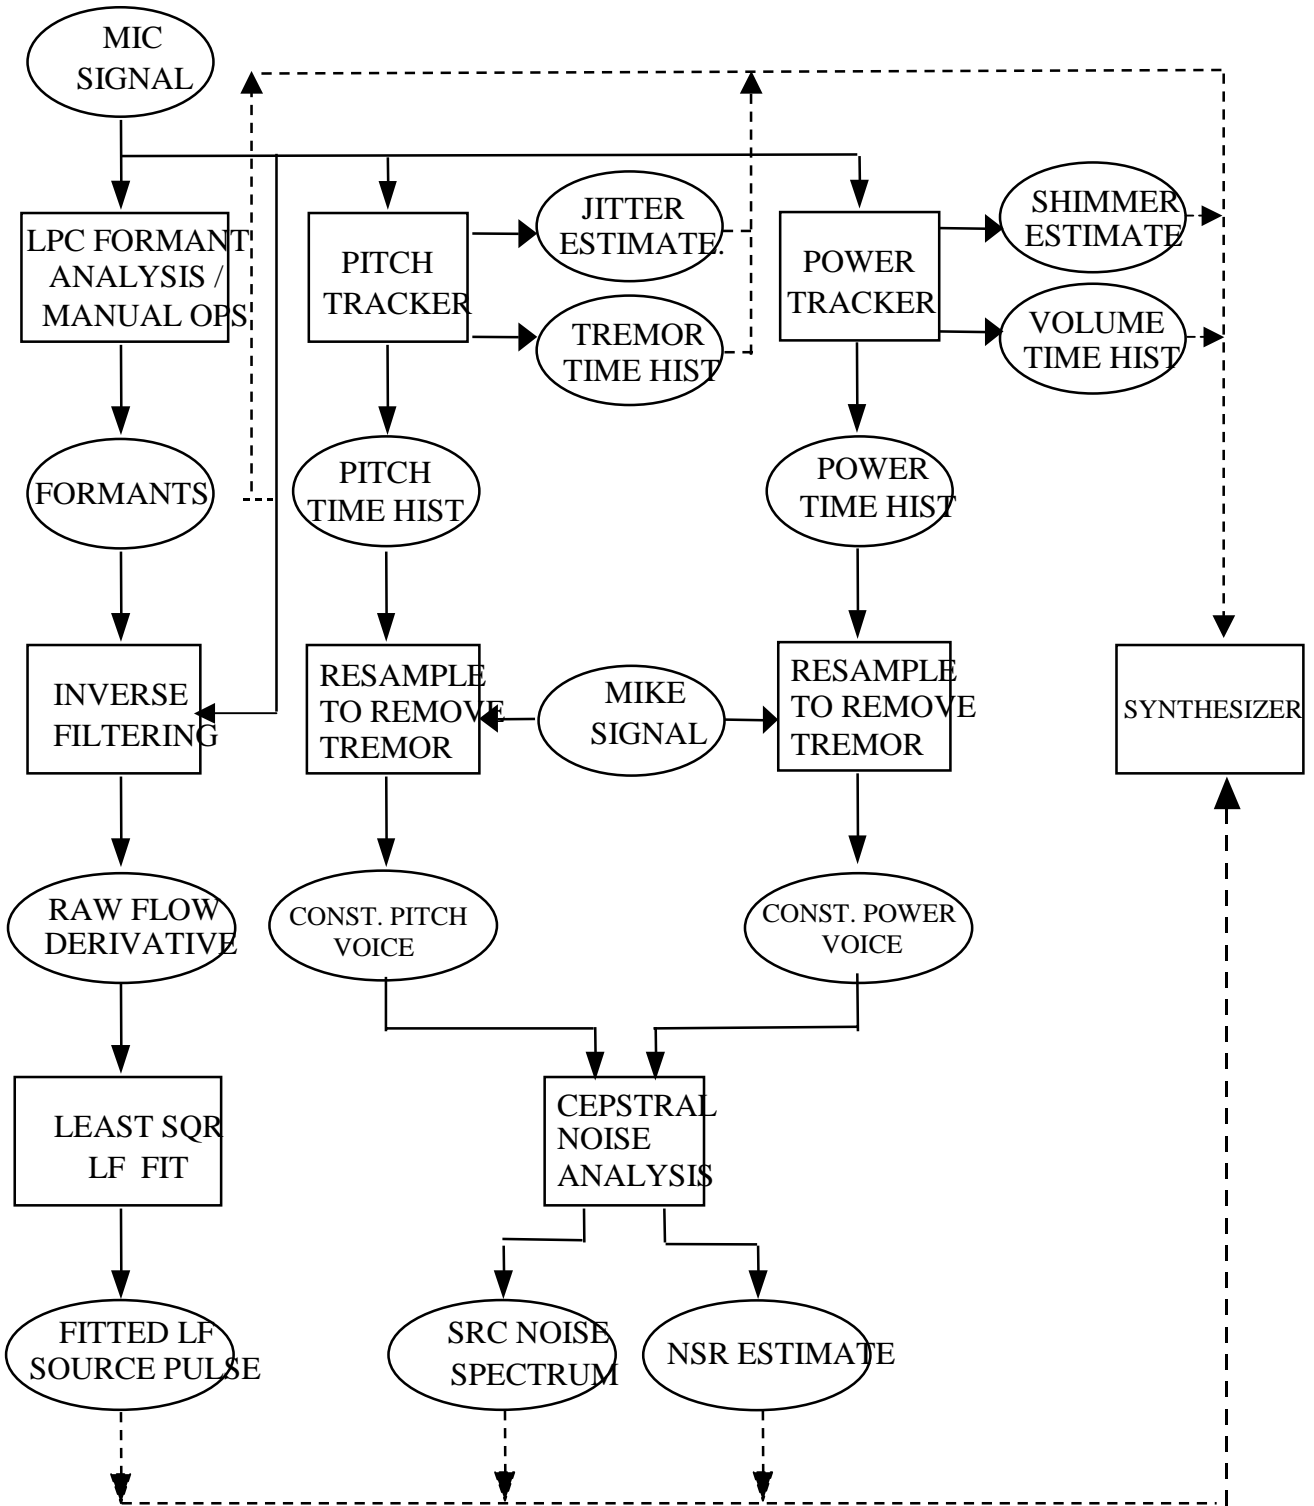 MIC
SIGNAL
LPC FORMANT
ANALYSIS /
MANUAL OPS
PITCH
TRACKER
JITTER
ESTIMATE.
TREMOR
TIME HIST
POWER
TRACKER
SHIMMER
ESTIMATE
VOLUME
TIME HIST
FORMANTS
PITCH
TIME HIST
POWER
TIME HIST
INVERSE
FILTERING
RESAMPLE
TO REMOVE
TREMOR
MIKE
SIGNAL
RESAMPLE
TO REMOVE
TREMOR
SYNTHESIZER
RAW FLOW
DERIVATIVE
CONST. PITCH
VOICE
CONST. POWER
VOICE
LEAST SQR
LF FIT
CEPSTRAL
NOISE
ANALYSIS
FITTED LF
SOURCE PULSE
SRC NOISE
SPECTRUM
NSR ESTIMATE